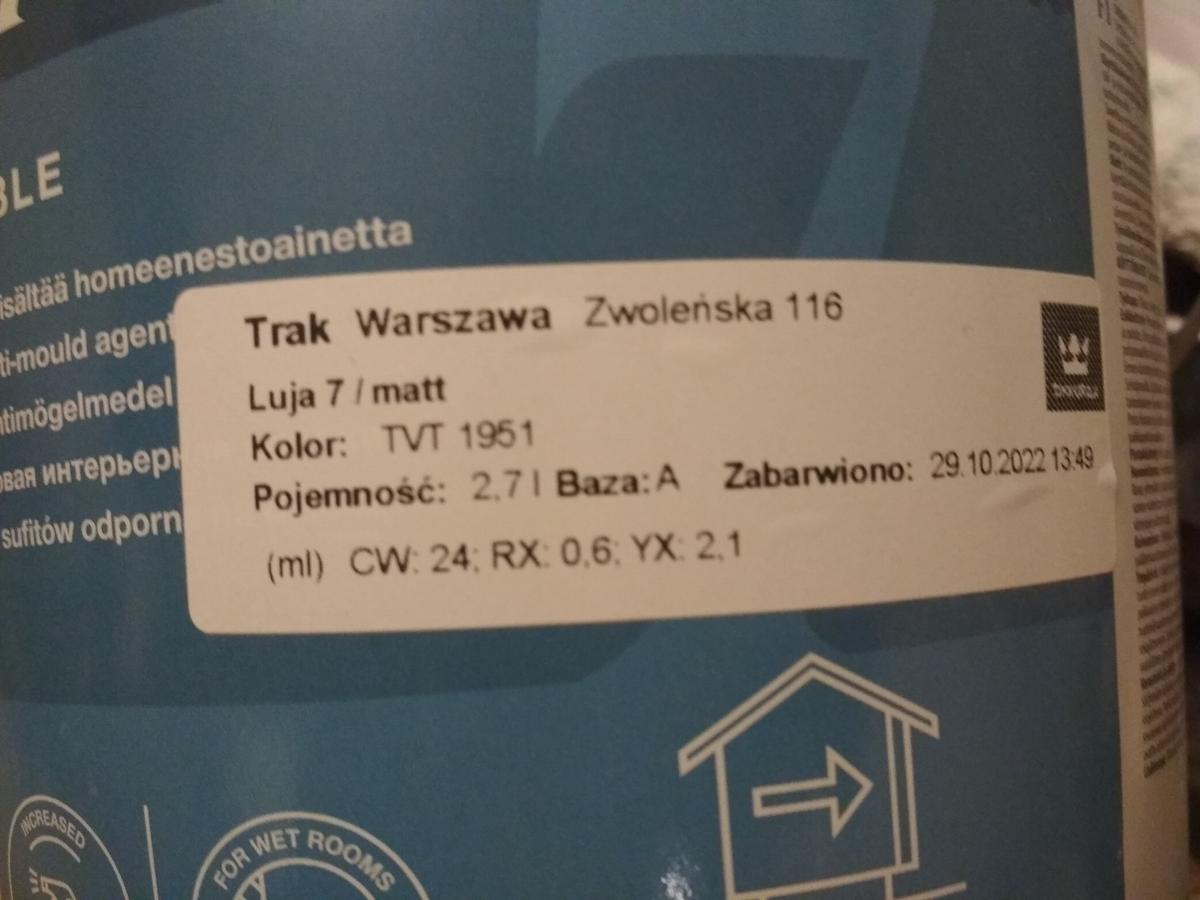 BLE
isältää homeenestoainetta
ti-mould agent
ntimögelmedel
овая интерьерн
sufitów odporn
Trak Warszawa Zwoleńska 116
Luja 7 / matt
Kolor: TVT 1951
Pojemność: 2,7 l Baza: A Zabarwiono: 29.10.2022 13:49
(ml) CW: 24; RX: 0,6; YX: 2,1
INCREASED
FOR WET ROOMS